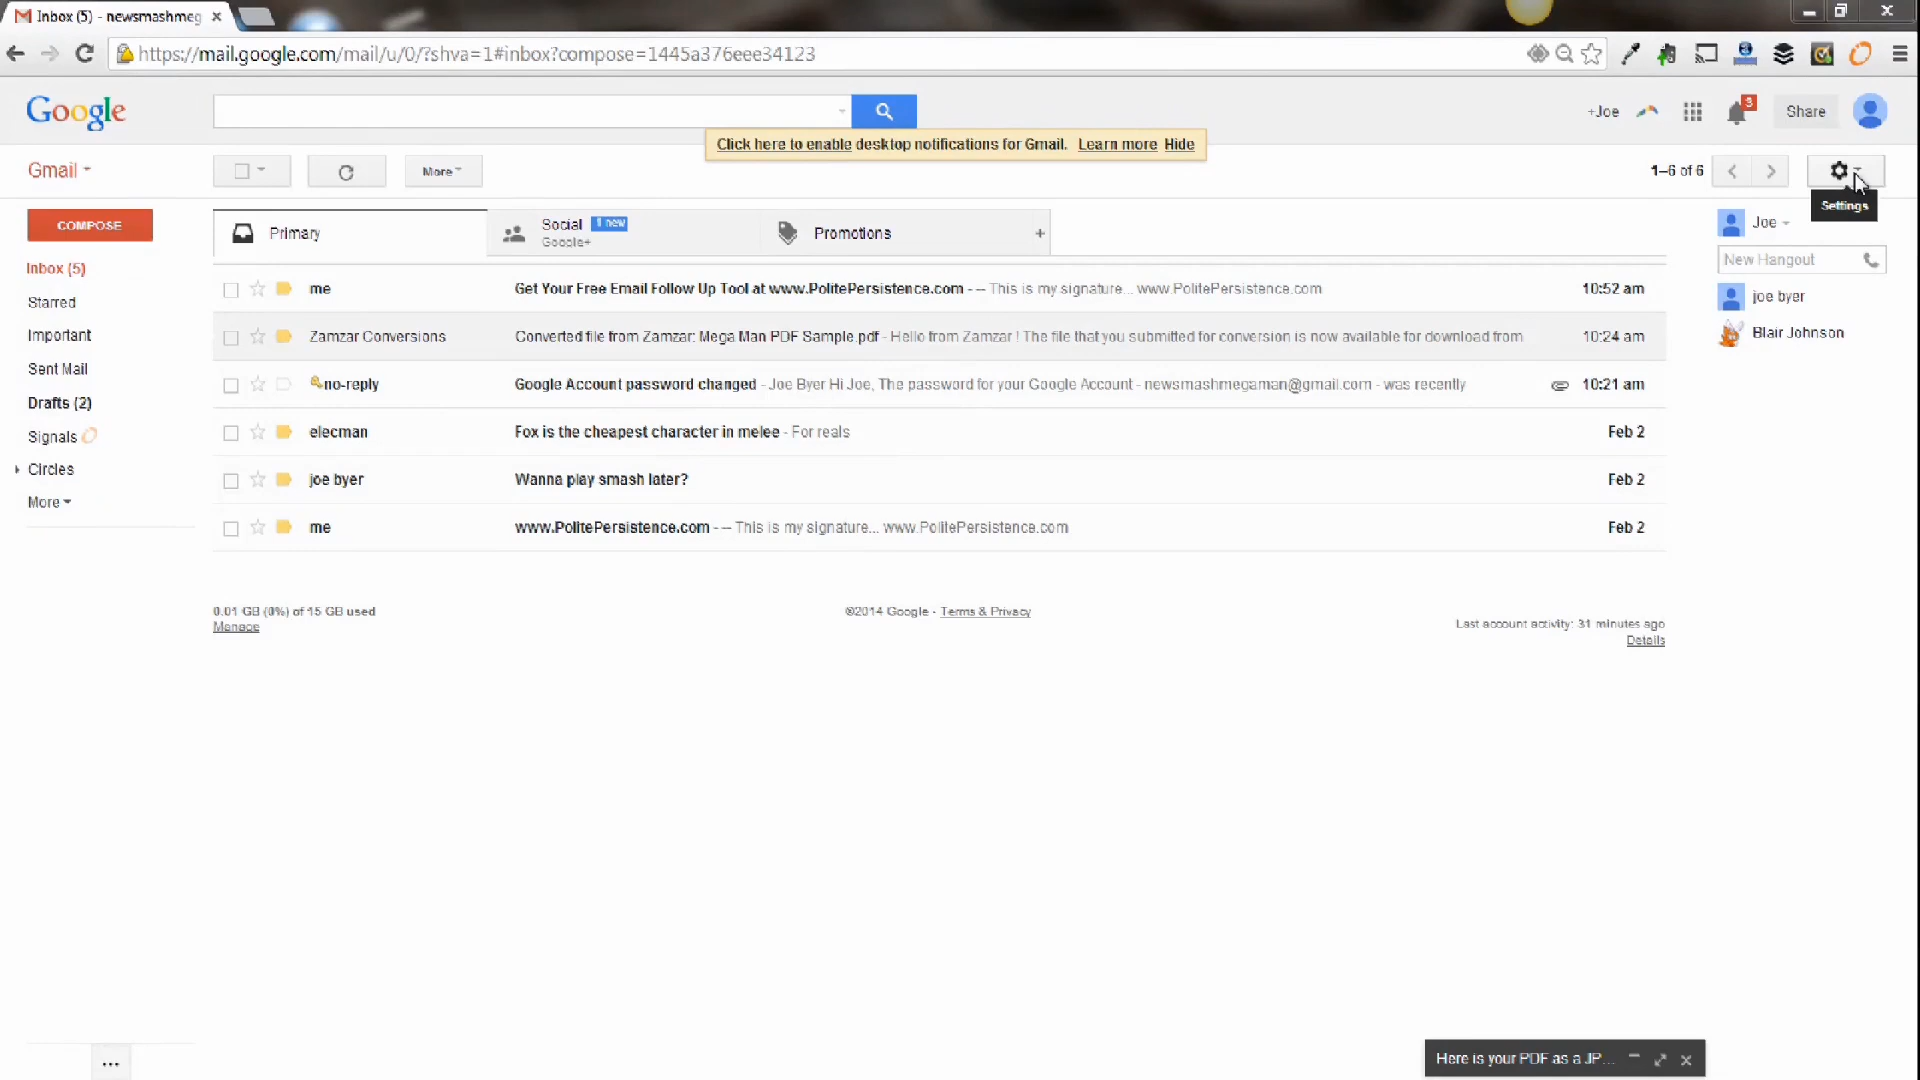 Inbox (5) - newsmashmeg
https://mail.google.com/mail/u/0/?shva=1#inbox?compose=1445a376eee34123
Google
+Joe
3
Share
Click here to enable desktop notifications for Gmail. Learn more Hide
Gmail
More
1–6 of 6
Settings
COMPOSE
Inbox (5)
Starred
Important
Sent Mail
Drafts (2)
Signals
Circles
More
Primary
Social 1 new
Google+
Promotions
+
me Get Your Free Email Follow Up Tool at www.PolitePersistence.com - -- This is my signature... www.PolitePersistence.com 10:52 am
Zamzar Conversions Converted file from Zamzar: Mega Man PDF Sample.pdf - Hello from Zamzar ! The file that you submitted for conversion is now available for download from 10:24 am
no-reply Google Account password changed - Joe Byer Hi Joe, The password for your Google Account - newsmashmegaman@gmail.com - was recently 10:21 am
elecman Fox is the cheapest character in melee - For reals Feb 2
joe byer Wanna play smash later? Feb 2
me www.PolitePersistence.com - -- This is my signature... www.PolitePersistence.com Feb 2
0.01 GB (0%) of 15 GB used
Manage
©2014 Google - Terms & Privacy
Last account activity: 31 minutes ago
Details
Joe
New Hangout
joe byer
Blair Johnson
...
Here is your PDF as a JP...